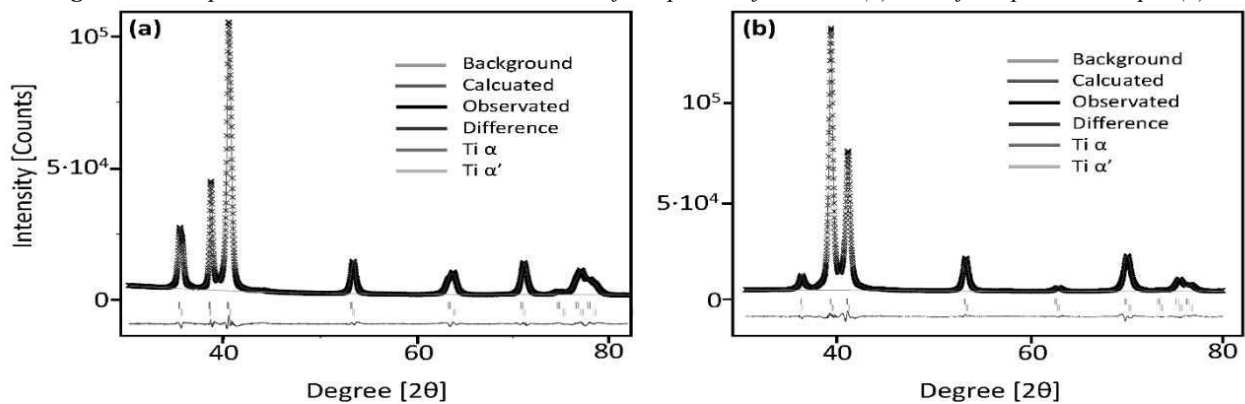 (a)
10⁵
5·10⁴
0
Intensity [Counts]
Background
Calcuated
Observated
Difference
Ti α
Ti α’
40
60
80
Degree [2θ]
(b)
10⁵
5·10⁴
0
Background
Calcuated
Observated
Difference
Ti α
Ti α’
40
60
80
Degree [2θ]